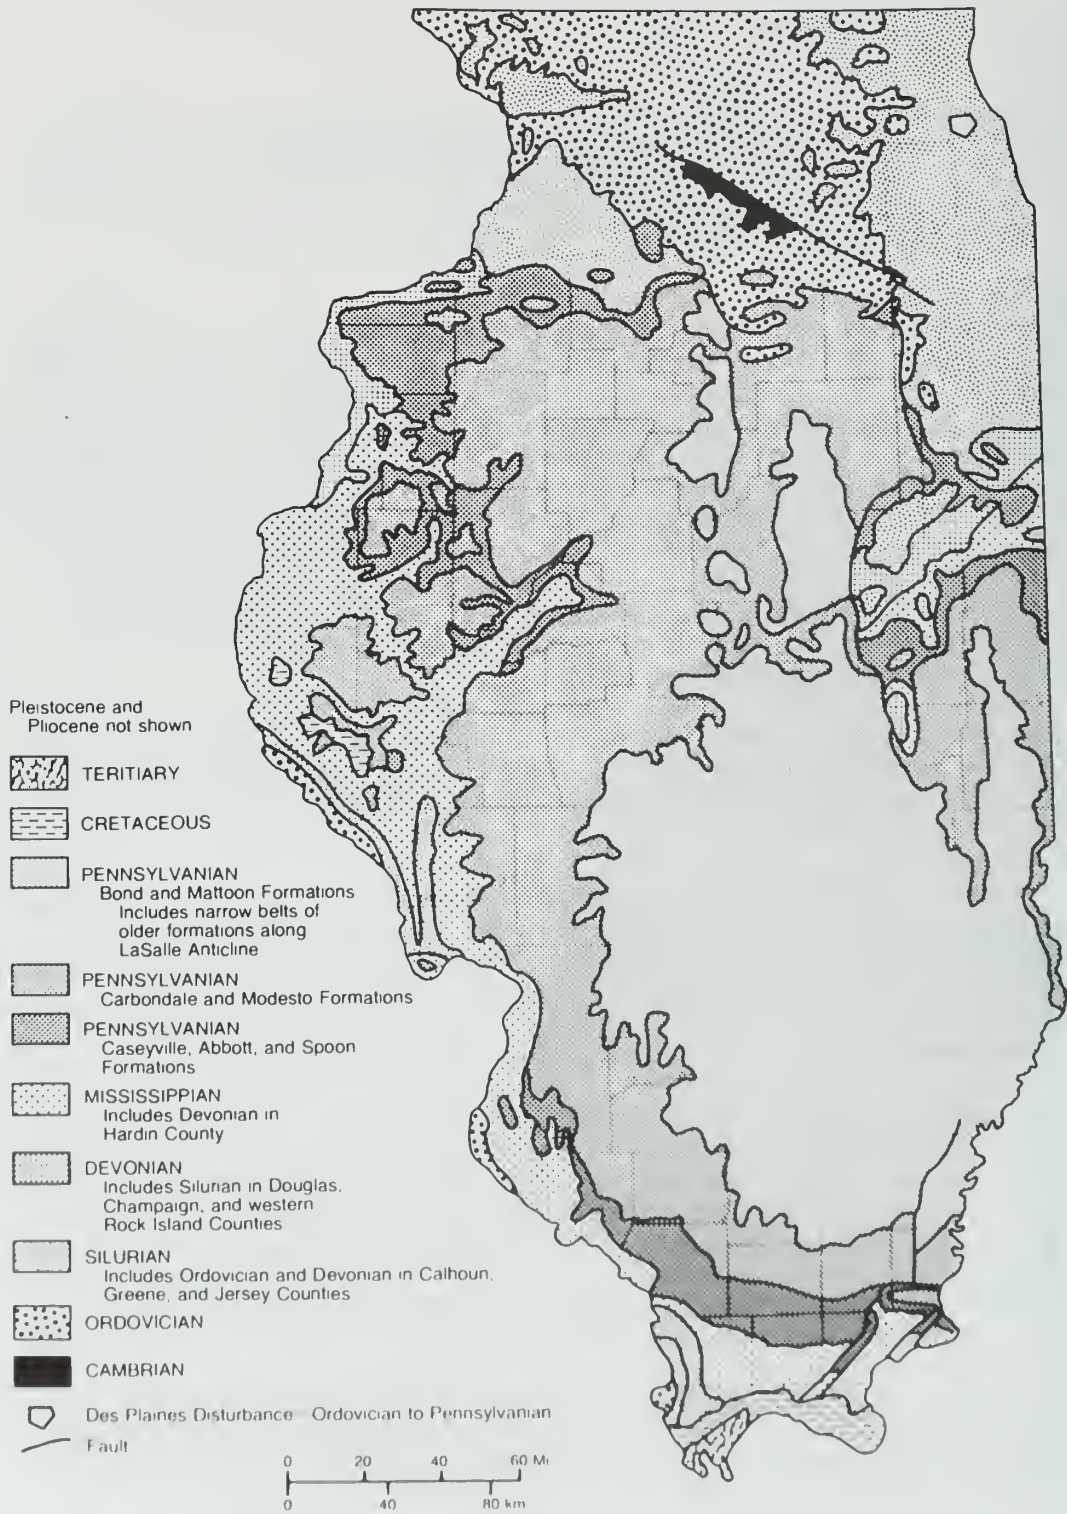 Pleistocene and
Pliocene not shown
TERITIARY
CRETACEOUS
PENNSYLVANIAN
Bond and Mattoon Formations
Includes narrow belts of
older formations along
LaSalle Anticline
PENNSYLVANIAN
Carbondale and Modesto Formations
PENNSYLVANIAN
Caseyville, Abbott, and Spoon
Formations
MISSISSIPPIAN
Includes Devonian in
Hardin County
DEVONIAN
Includes Silurian in Douglas,
Champaign, and western
Rock Island Counties
SILURIAN
Includes Ordovician and Devonian in Calhoun,
Greene, and Jersey Counties
ORDOVICIAN
CAMBRIAN
Des Plaines Disturbance Ordovician to Pennsylvanian
Fault
0 20 40 60 Mi
0 40 80 km